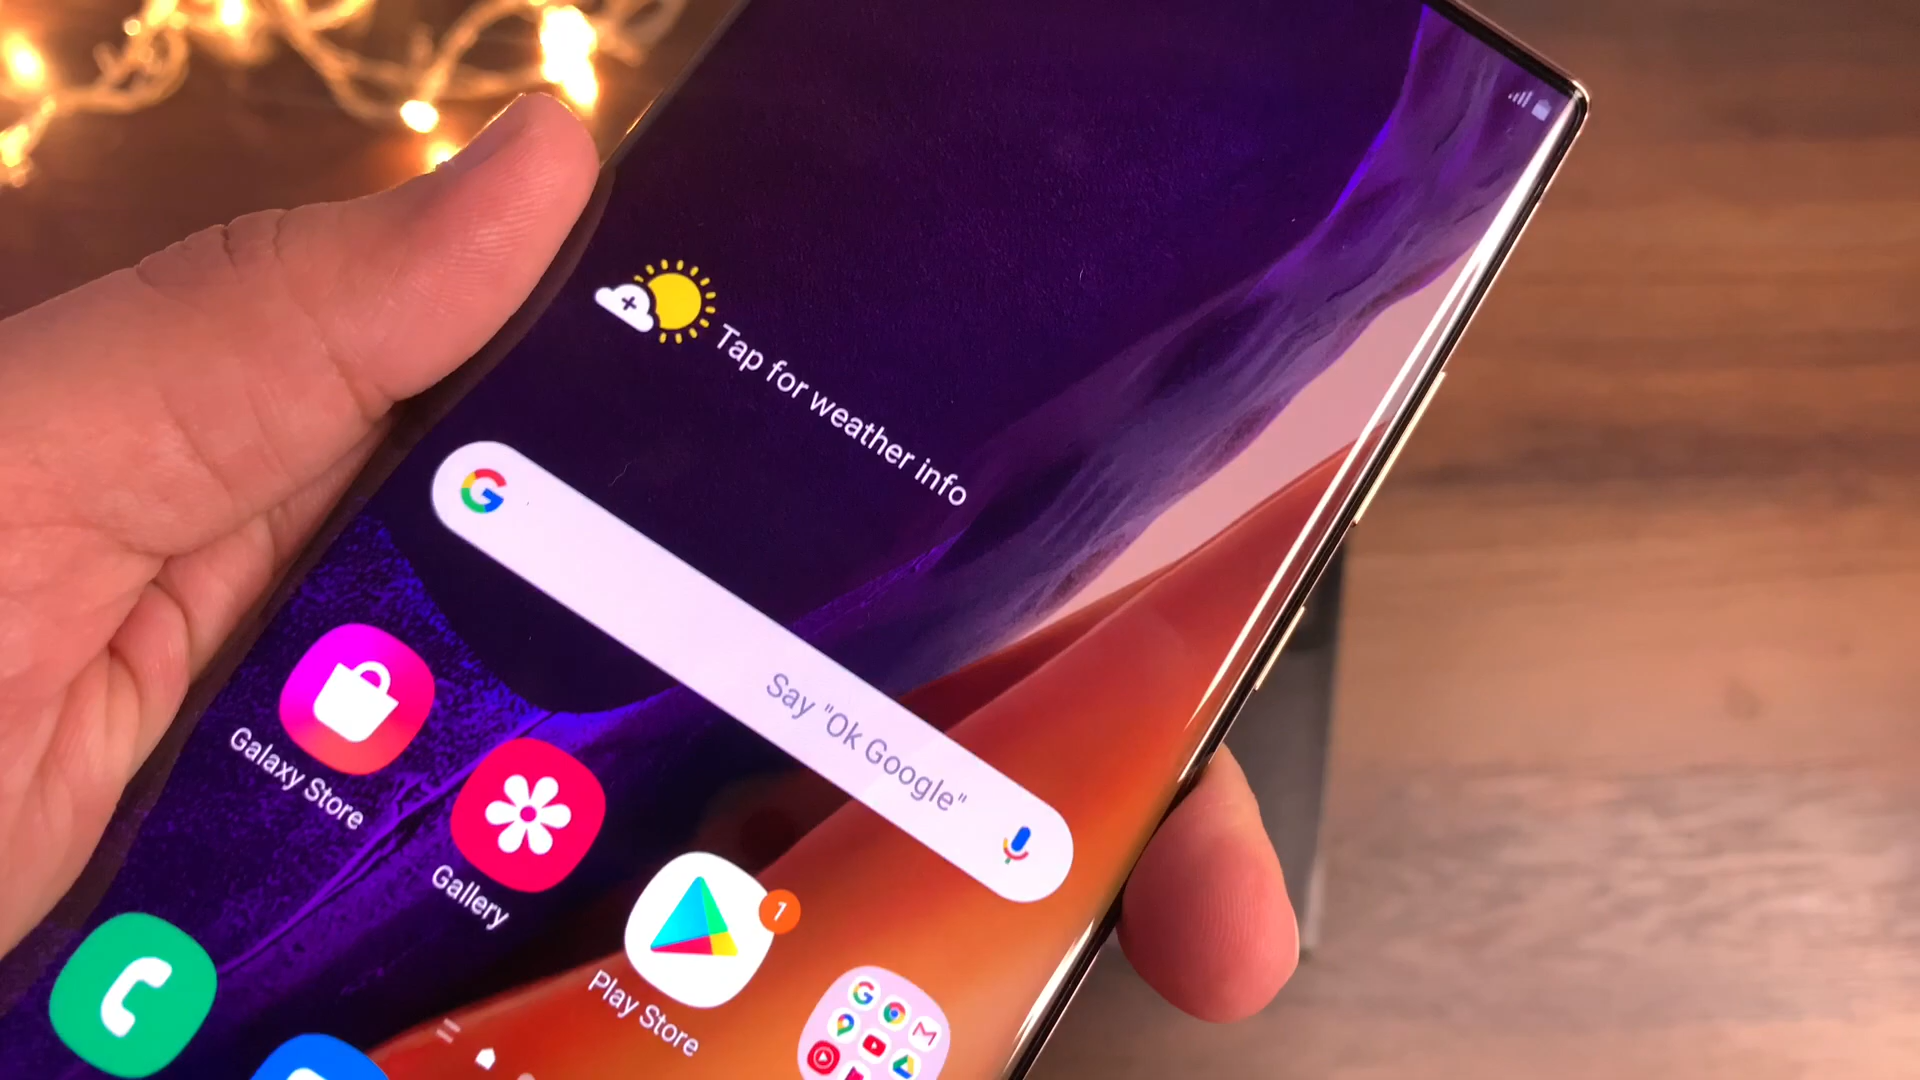 Tap for weather info
Say "Ok Google"
Galaxy Store
Gallery
Play Store
1